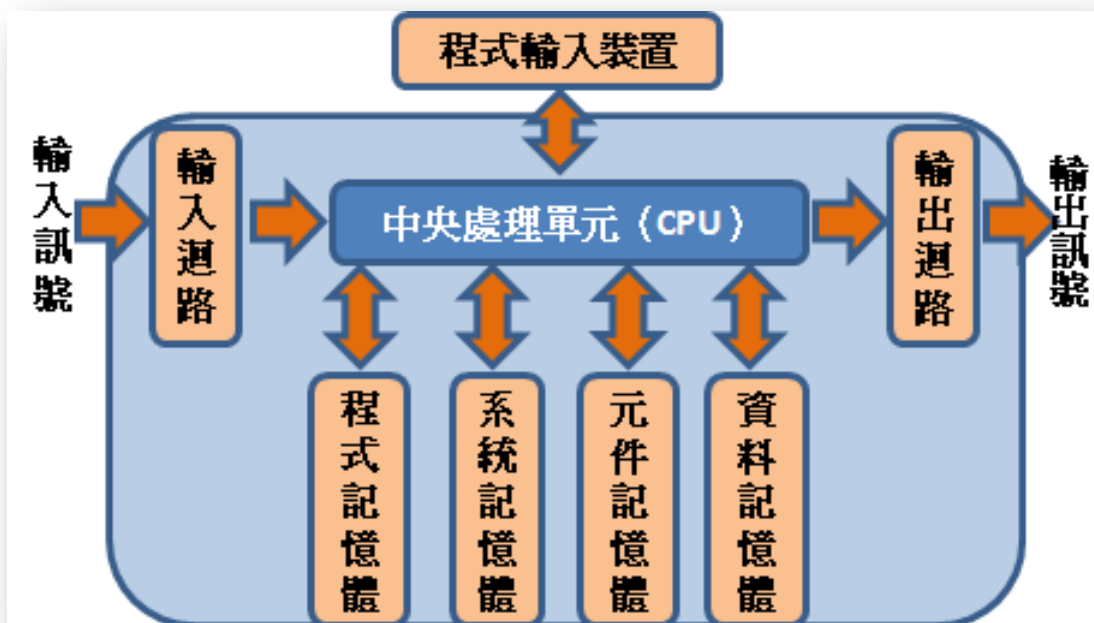 程式輸入裝置
輸入訊號
輸入迴路
中央處理單元（CPU）
輸出迴路
輸出訊號
程式記憶體
系統記憶體
元件記憶體
資料記憶體